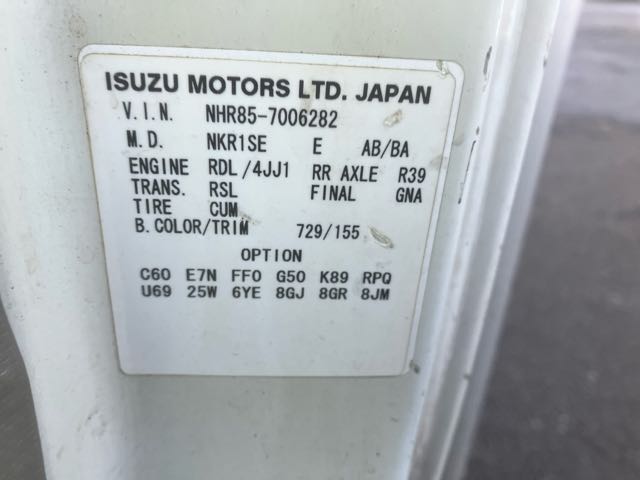 ISUZU MOTORS LTD. JAPAN
V.I.N. NHR85-7006282
M.D. NKR1SE E AB/BA
ENGINE RDL/4JJ1 RR AXLE R39
TRANS. RSL FINAL GNA
TIRE CUM
B.COLOR/TRIM 729/155
OPTION
C60 E7N FF0 G50 K89 RPQ
U69 25W 6YE 8GJ 8GR 8JM